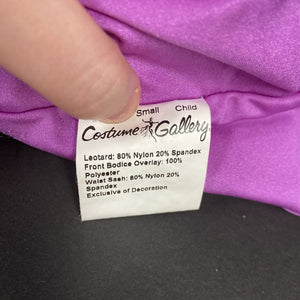 Small Child
Costume Gallery
Leotard: 80% Nylon 20% Spandex
Front Bodice Overlay: 100%
Polyester
Waist Sash: 80% Nylon 20%
Spandex
Exclusive of Decoration